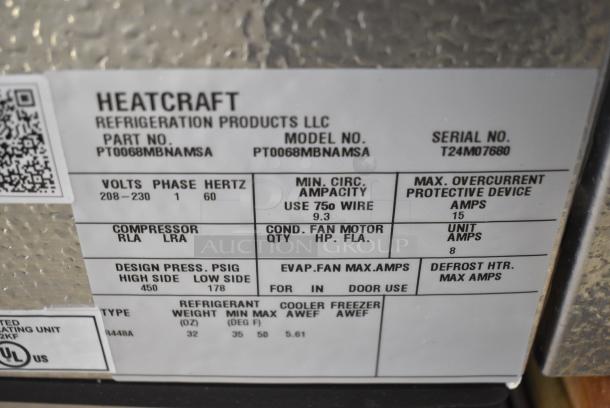 HEATCRAFT
REFRIGERATION PRODUCTS LLC
PART NO. MODEL NO. SERIAL NO.
PT0068MBNAMSA PT0068MBNAMSA T24M07680
VOLTS PHASE HERTZ MIN. CIRC. MAX. OVERCURRENT
208-230 1 60 AMPACITY PROTECTIVE DEVICE
USE 75o WIRE AMPS
9.3 15
COMPRESSOR COND. FAN MOTOR UNIT
RLA LRA QTY HP. FLA. AMPS
8
AUCTION GROUP
DESIGN PRESS. PSIG EVAP.FAN MAX.AMPS DEFROST HTR.
HIGH SIDE LOW SIDE FOR IN DOOR USE MAX AMPS
450 178
REFRIGERANT COOLER FREEZER
TYPE WEIGHT MIN MAX AWEF AWEF
(OZ) (DEG F)
R448A 32 35 50 5.61
UL US